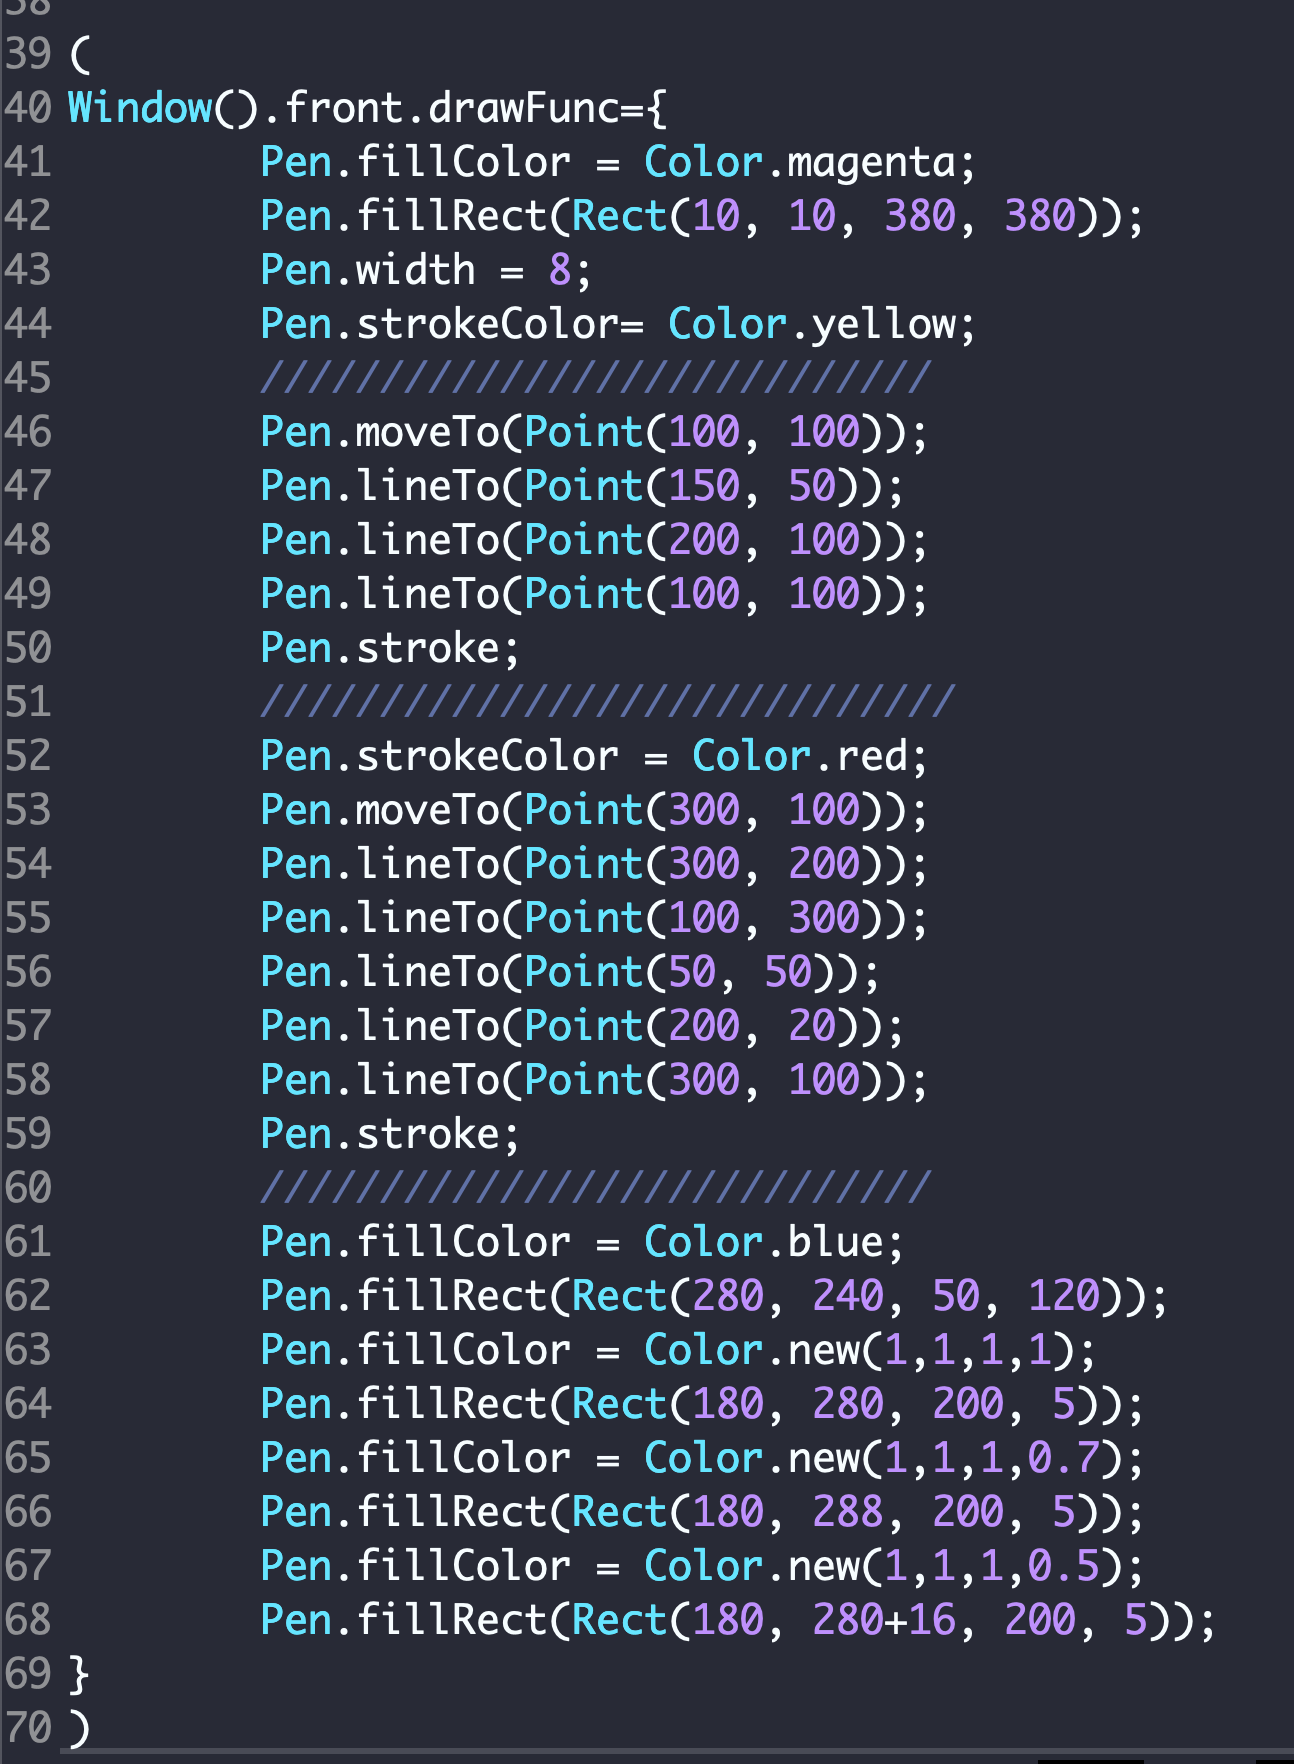 38
39 (
40 Window().front.drawFunc={
41 Pen.fillColor = Color.magenta;
42 Pen.fillRect(Rect(10, 10, 380, 380));
43 Pen.width = 8;
44 Pen.strokeColor= Color.yellow;
45 ////////////////////////////
46 Pen.moveTo(Point(100, 100));
47 Pen.lineTo(Point(150, 50));
48 Pen.lineTo(Point(200, 100));
49 Pen.lineTo(Point(100, 100));
50 Pen.stroke;
51 /////////////////////////////
52 Pen.strokeColor = Color.red;
53 Pen.moveTo(Point(300, 100));
54 Pen.lineTo(Point(300, 200));
55 Pen.lineTo(Point(100, 300));
56 Pen.lineTo(Point(50, 50));
57 Pen.lineTo(Point(200, 20));
58 Pen.lineTo(Point(300, 100));
59 Pen.stroke;
60 ////////////////////////////
61 Pen.fillColor = Color.blue;
62 Pen.fillRect(Rect(280, 240, 50, 120));
63 Pen.fillColor = Color.new(1,1,1,1);
64 Pen.fillRect(Rect(180, 280, 200, 5));
65 Pen.fillColor = Color.new(1,1,1,0.7);
66 Pen.fillRect(Rect(180, 288, 200, 5));
67 Pen.fillColor = Color.new(1,1,1,0.5);
68 Pen.fillRect(Rect(180, 280+16, 200, 5));
69 }
70 )